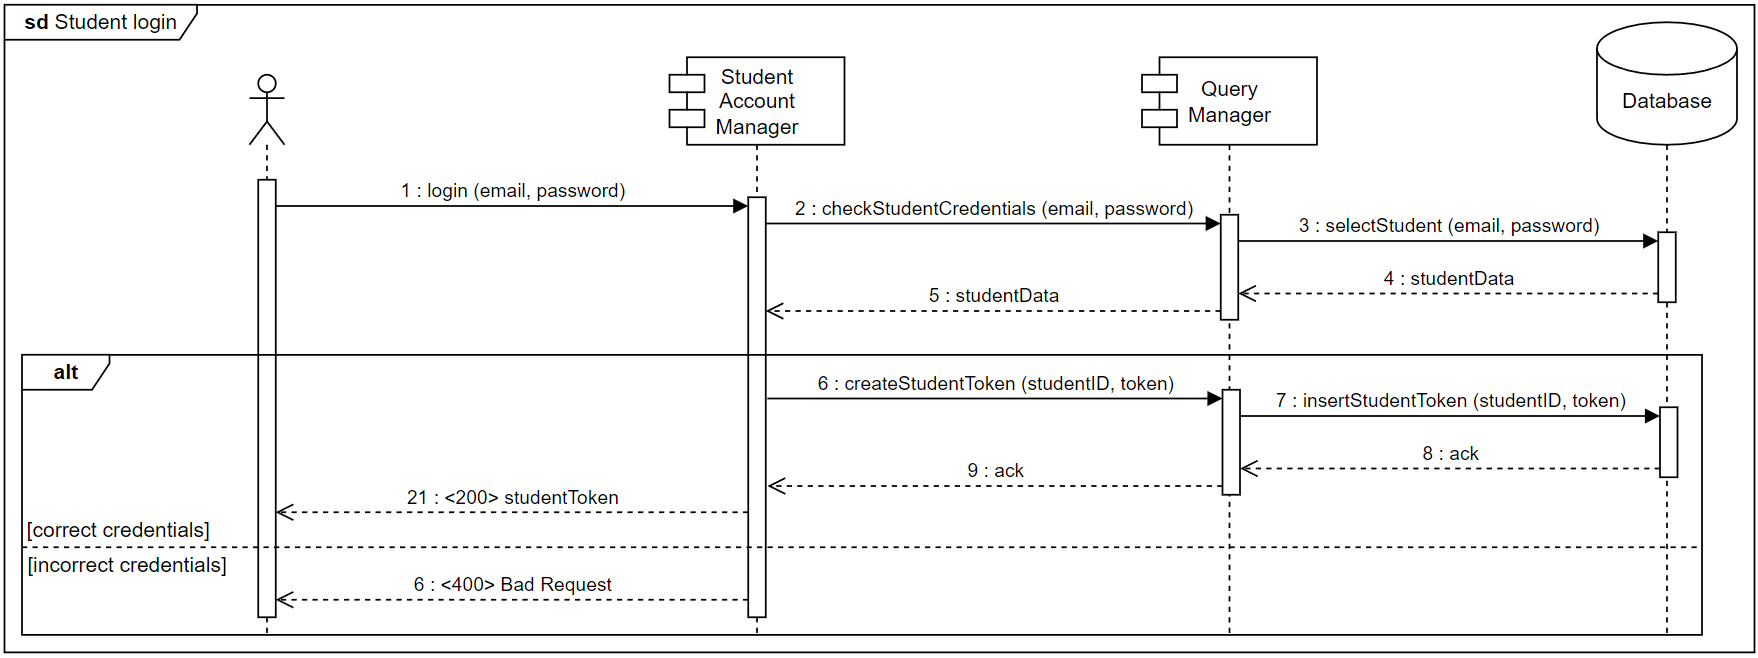 sd Student login
Student
Account
Manager
Query
Manager
Database
1 : login (email, password)
2 : checkStudentCredentials (email, password)
3 : selectStudent (email, password)
4 : studentData
5 : studentData
alt
6 : createStudentToken (studentID, token)
7 : insertStudentToken (studentID, token)
8 : ack
9 : ack
21 : <200> studentToken
[correct credentials]
[incorrect credentials]
6 : <400> Bad Request